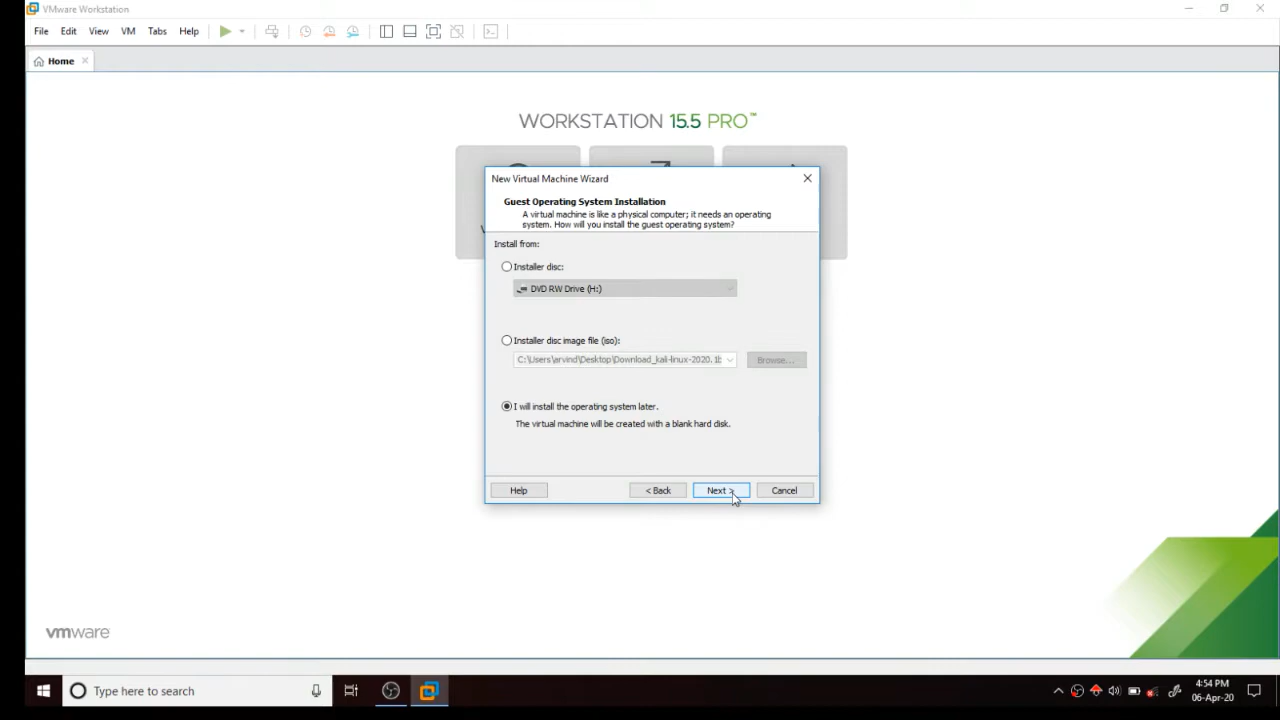 VMware Workstation
File Edit View VM Tabs Help
Home
WORKSTATION 15.5 PRO™
New Virtual Machine Wizard
Guest Operating System Installation
A virtual machine is like a physical computer; it needs an operating
system. How will you install the guest operating system?
Install from:
Installer disc:
DVD RW Drive (H:)
Installer disc image file (iso):
C:\Users\arvind\Desktop\Download_kali-linux-2020.1b
Browse...
I will install the operating system later.
The virtual machine will be created with a blank hard disk.
Help < Back Next > Cancel
vmware
Type here to search
4:54 PM
06-Apr-20